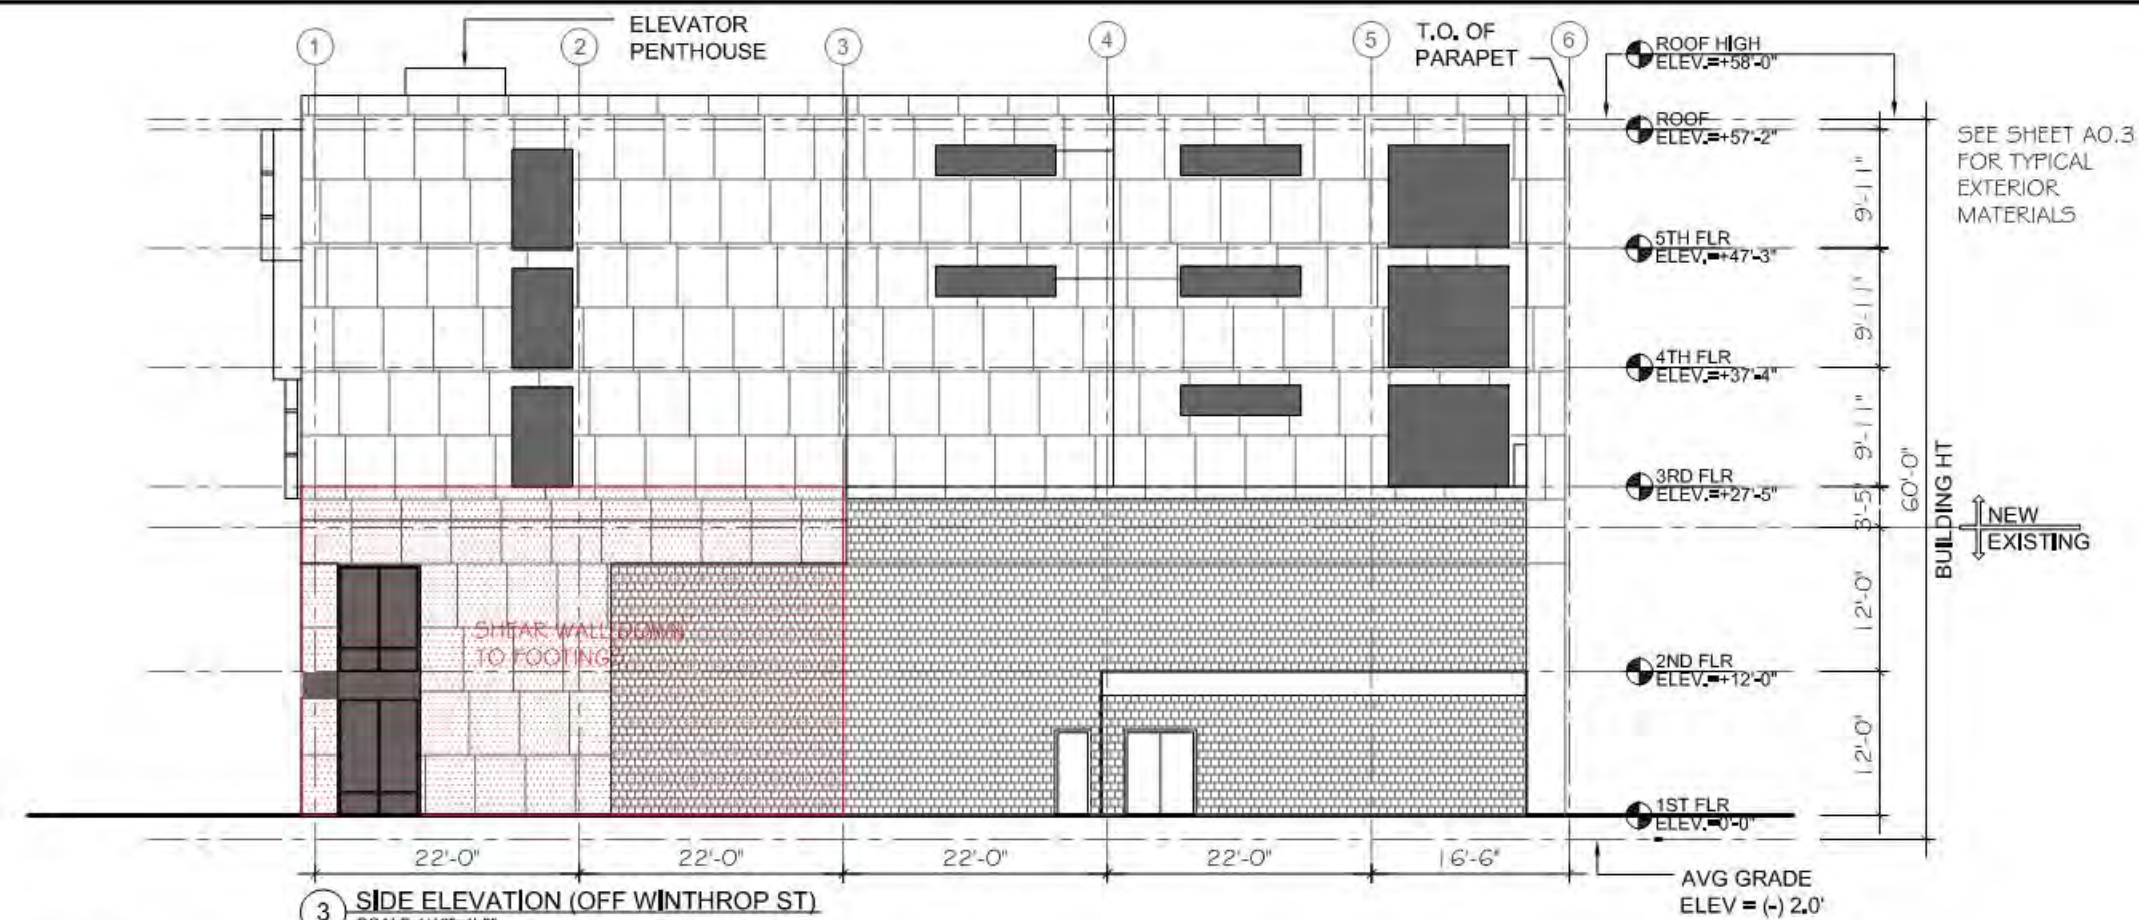 1
2
3
4
5
6
ELEVATOR
PENTHOUSE
T.O. OF
PARAPET
ROOF HIGH
ELEV.=+58'-0"
ROOF
ELEV.=+57'-2"
SEE SHEET AO.3
FOR TYPICAL
EXTERIOR
MATERIALS
9'-11"
5TH FLR
ELEV.=+47'-3"
9'-11"
4TH FLR
ELEV.=+37'-4"
9'-11"
3RD FLR
ELEV.=+27'-5"
3'-5"
60'-0"
BUILDING HT
NEW
EXISTING
12'-0"
SHEAR WALL DOWN
TO FOOTINGS
2ND FLR
ELEV.=+12'-0"
12'-0"
1ST FLR
ELEV.=0'-0"
22'-0"
22'-0"
22'-0"
22'-0"
16'-6"
AVG GRADE
ELEV = (-) 2.0'
3
SIDE ELEVATION (OFF WINTHROP ST)